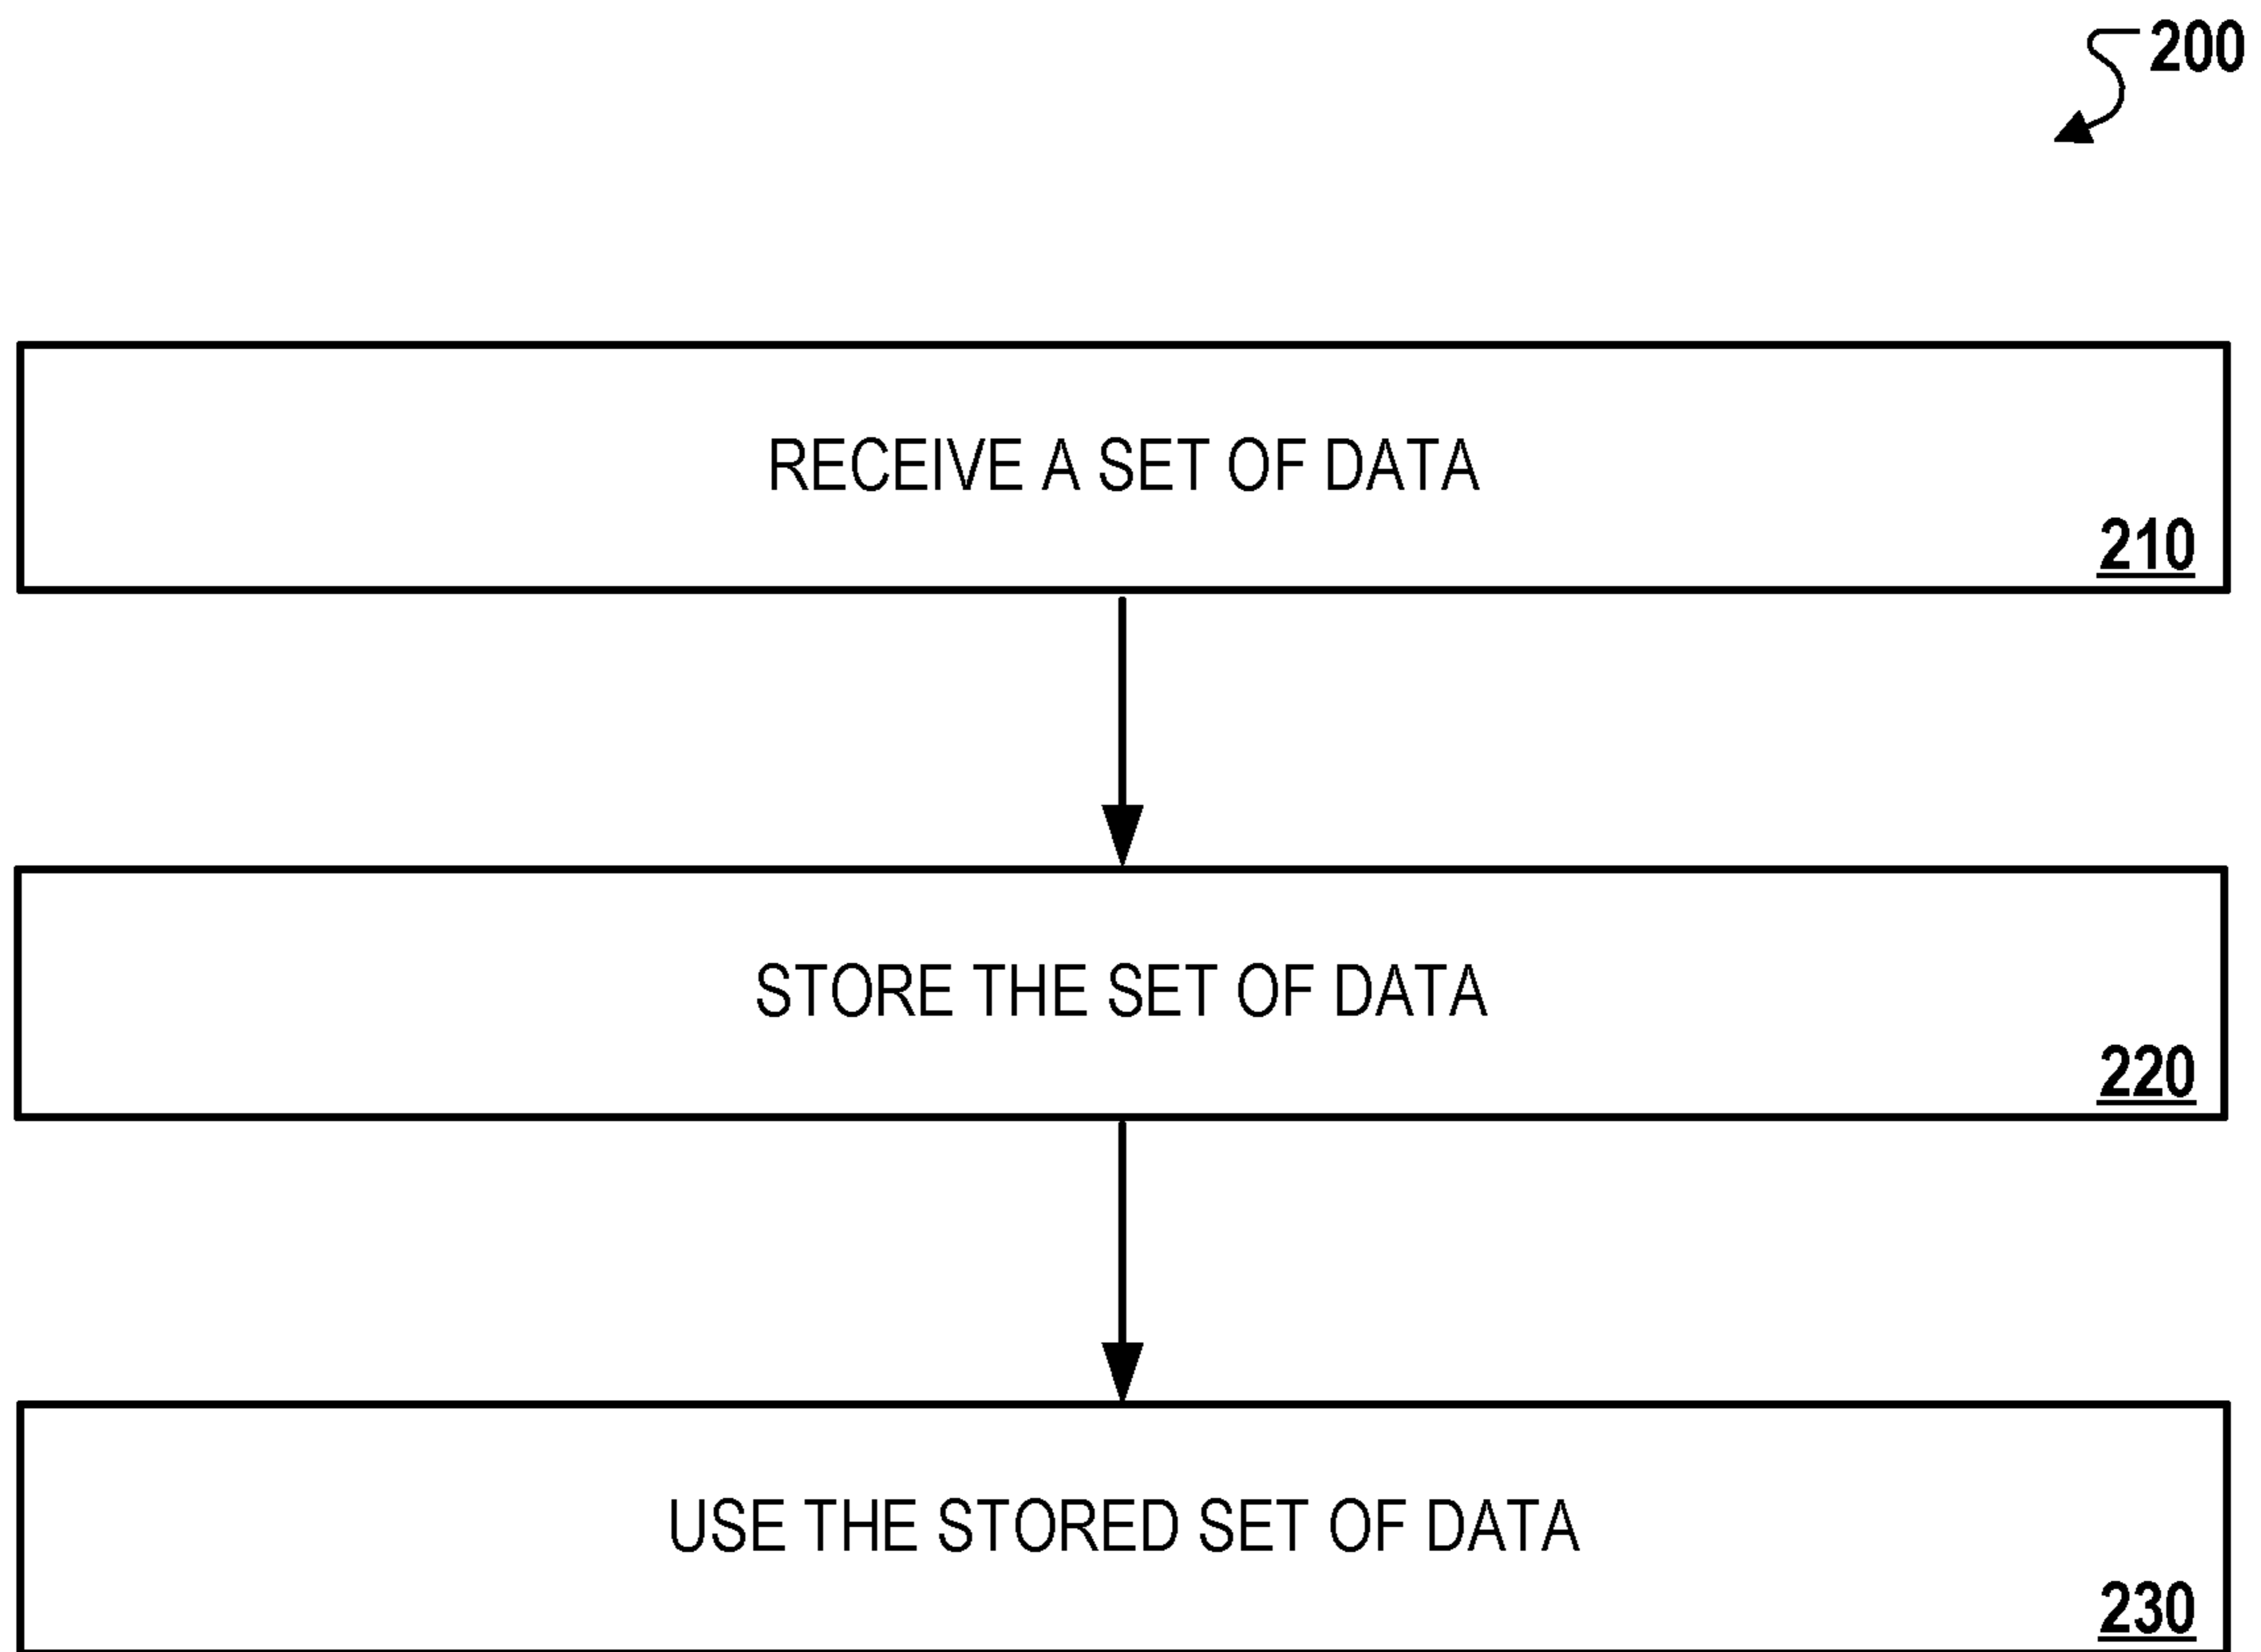 200
RECEIVE A SET OF DATA
210
STORE THE SET OF DATA
220
USE THE STORED SET OF DATA
230